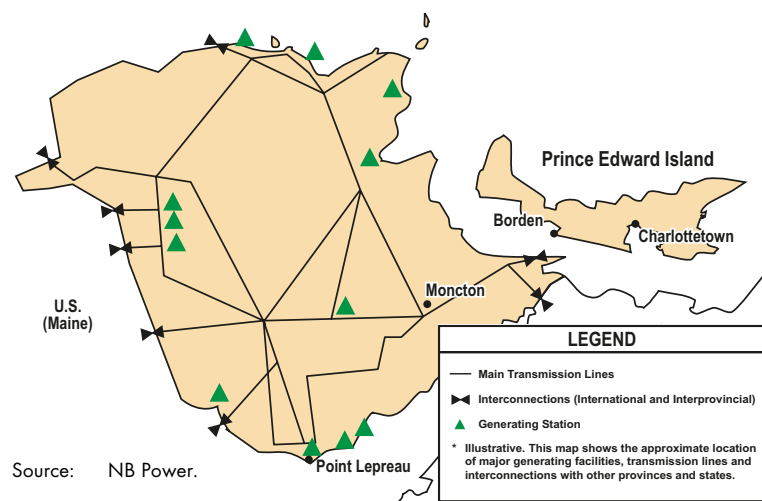 Prince Edward Island
Borden
Charlottetown
Moncton
U.S.
(Maine)
Point Lepreau
LEGEND
Main Transmission Lines
Interconnections (International and Interprovincial)
Generating Station
* Illustrative. This map shows the approximate location
of major generating facilities, transmission lines and
interconnections with other provinces and states.
Source: NB Power.